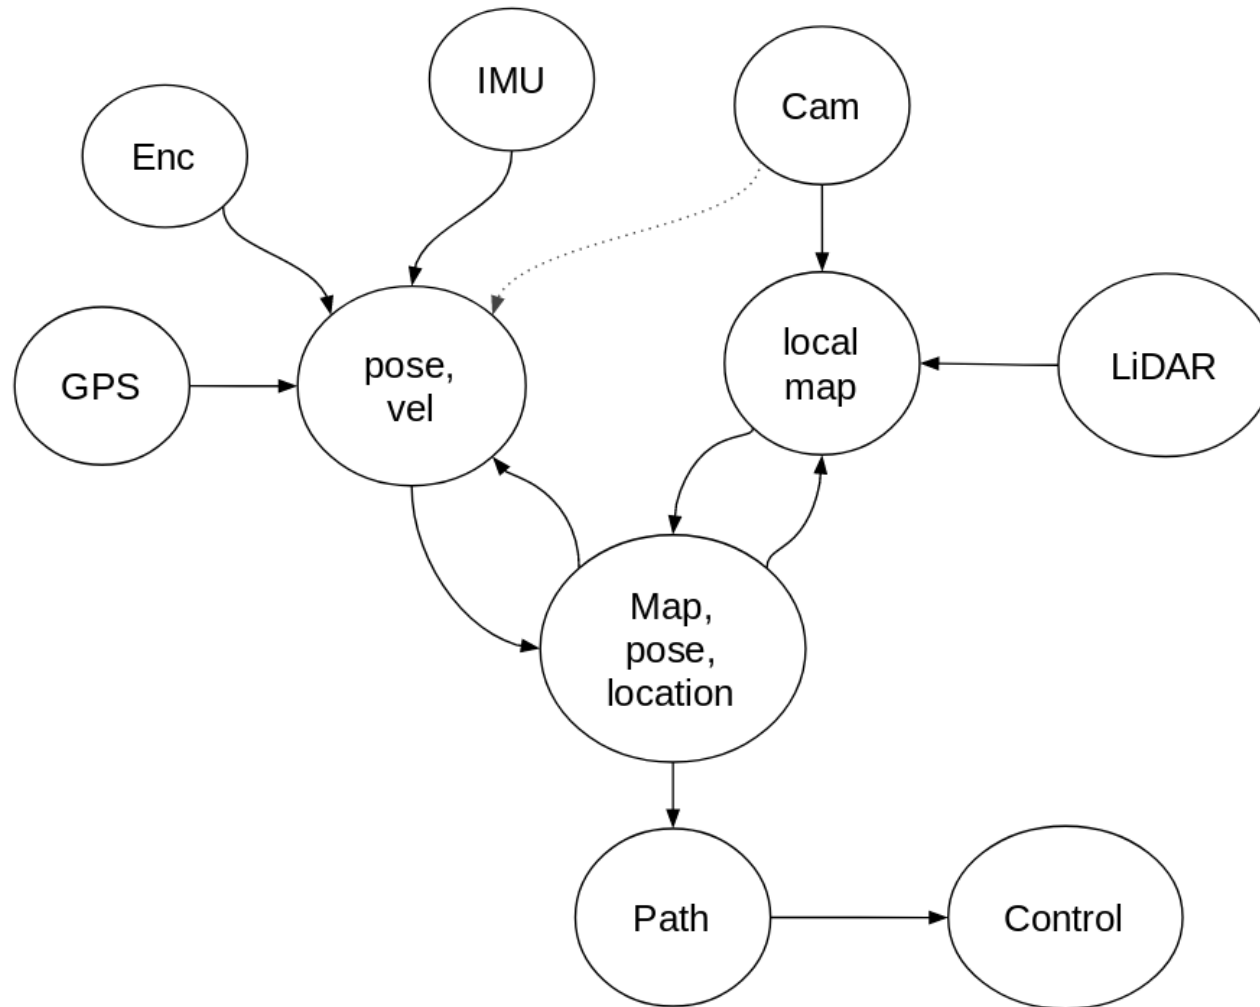 IMU
Cam
Enc
GPS
pose,
vel
local
map
LiDAR
Map,
pose,
location
Path
Control